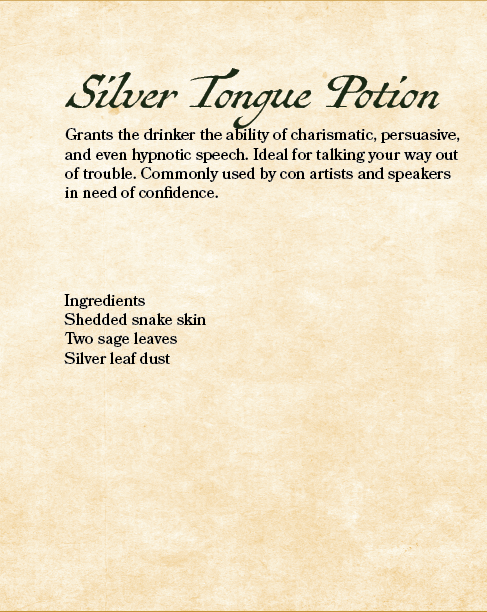 Silver Tongue Potion
Grants the drinker the ability of charismatic, persuasive,
and even hypnotic speech. Ideal for talking your way out
of trouble. Commonly used by con artists and speakers
in need of confidence.
Ingredients
Shedded snake skin
Two sage leaves
Silver leaf dust